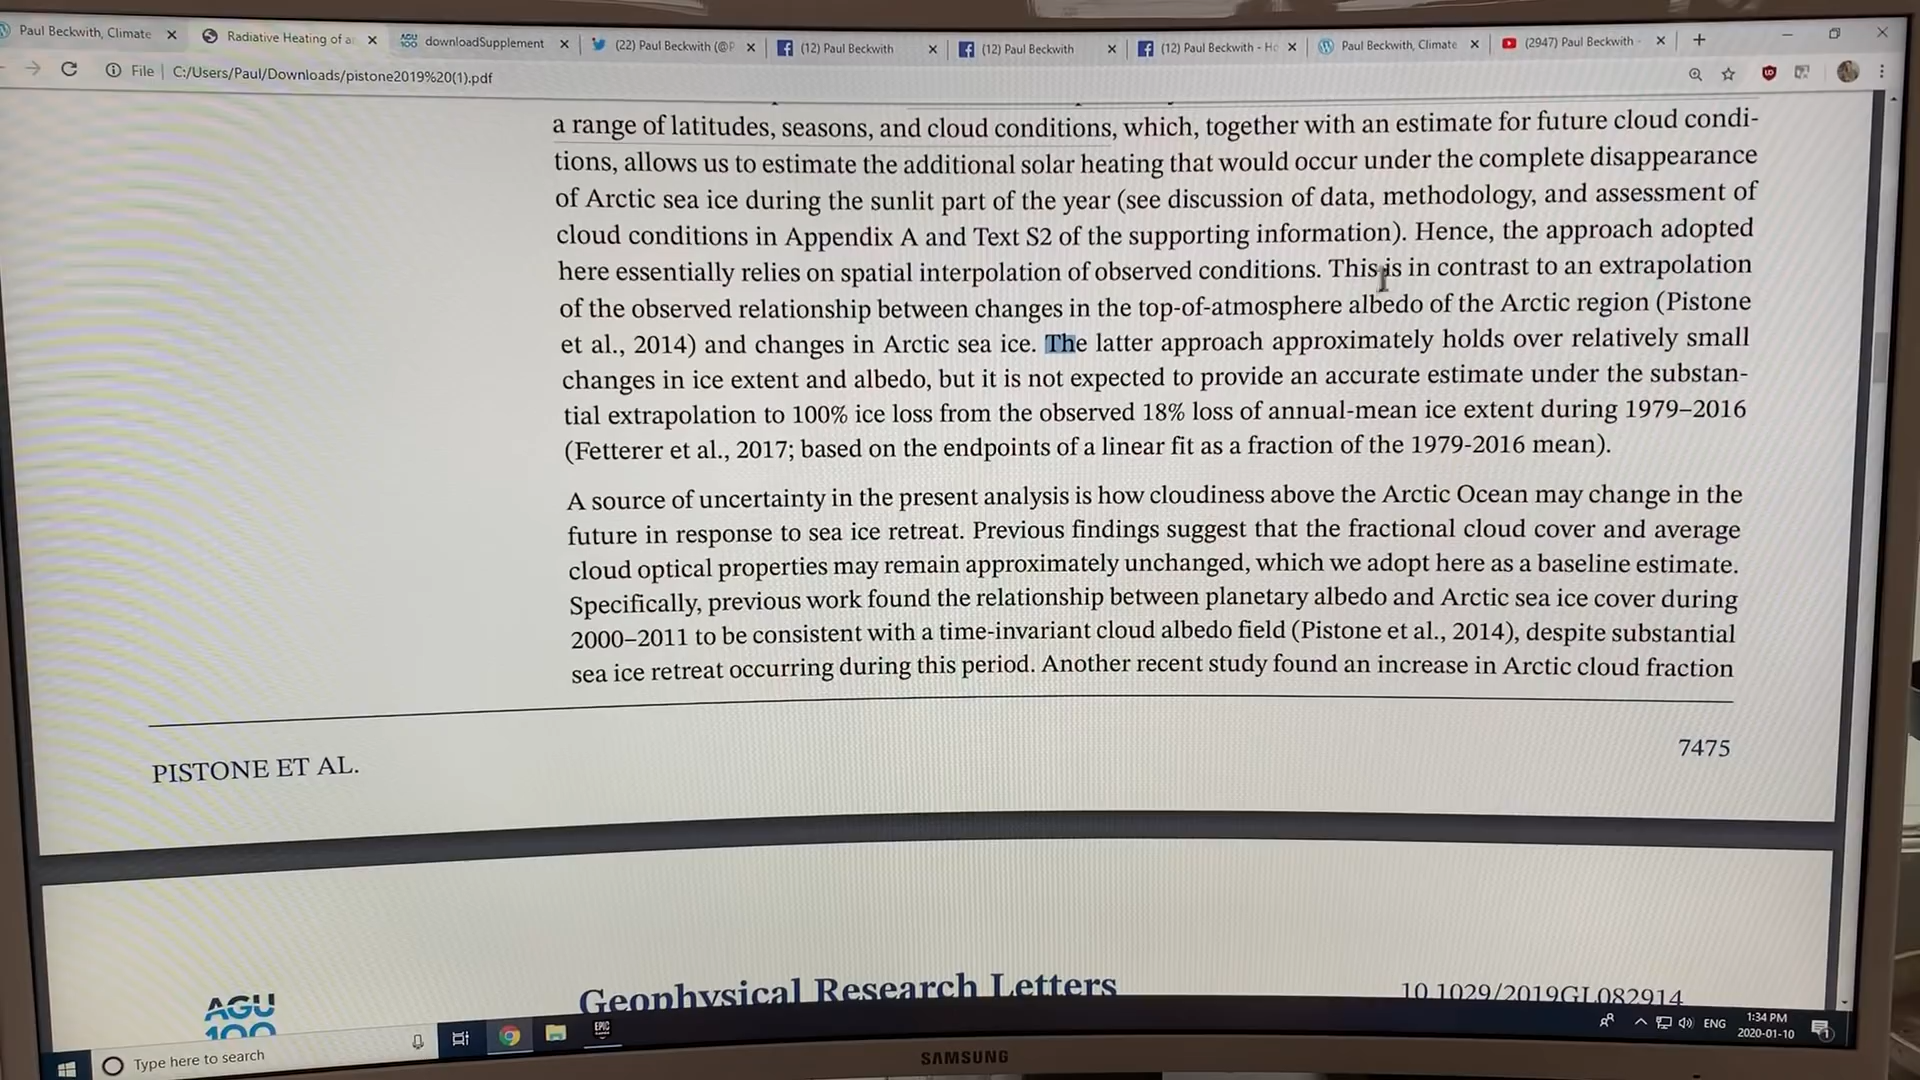 Paul Beckwith, Climate
Radiative Heating of a
downloadSupplement
(22) Paul Beckwith (@P
(12) Paul Beckwith
(12) Paul Beckwith
(12) Paul Beckwith - Ho
Paul Beckwith, Climate
(2947) Paul Beckwith -
File | C:/Users/Paul/Downloads/pistone2019%20(1).pdf
a range of latitudes, seasons, and cloud conditions, which, together with an estimate for future cloud condi-
tions, allows us to estimate the additional solar heating that would occur under the complete disappearance
of Arctic sea ice during the sunlit part of the year (see discussion of data, methodology, and assessment of
cloud conditions in Appendix A and Text S2 of the supporting information). Hence, the approach adopted
here essentially relies on spatial interpolation of observed conditions. This is in contrast to an extrapolation
of the observed relationship between changes in the top-of-atmosphere albedo of the Arctic region (Pistone
et al., 2014) and changes in Arctic sea ice. The latter approach approximately holds over relatively small
changes in ice extent and albedo, but it is not expected to provide an accurate estimate under the substan-
tial extrapolation to 100% ice loss from the observed 18% loss of annual-mean ice extent during 1979–2016
(Fetterer et al., 2017; based on the endpoints of a linear fit as a fraction of the 1979-2016 mean).
A source of uncertainty in the present analysis is how cloudiness above the Arctic Ocean may change in the
future in response to sea ice retreat. Previous findings suggest that the fractional cloud cover and average
cloud optical properties may remain approximately unchanged, which we adopt here as a baseline estimate.
Specifically, previous work found the relationship between planetary albedo and Arctic sea ice cover during
2000–2011 to be consistent with a time-invariant cloud albedo field (Pistone et al., 2014), despite substantial
sea ice retreat occurring during this period. Another recent study found an increase in Arctic cloud fraction
PISTONE ET AL.
7475
AGU
100
Geophysical Research Letters
10.1029/2019GL082914
Type here to search
EPIC
ENG
1:34 PM
2020-01-10
SAMSUNG